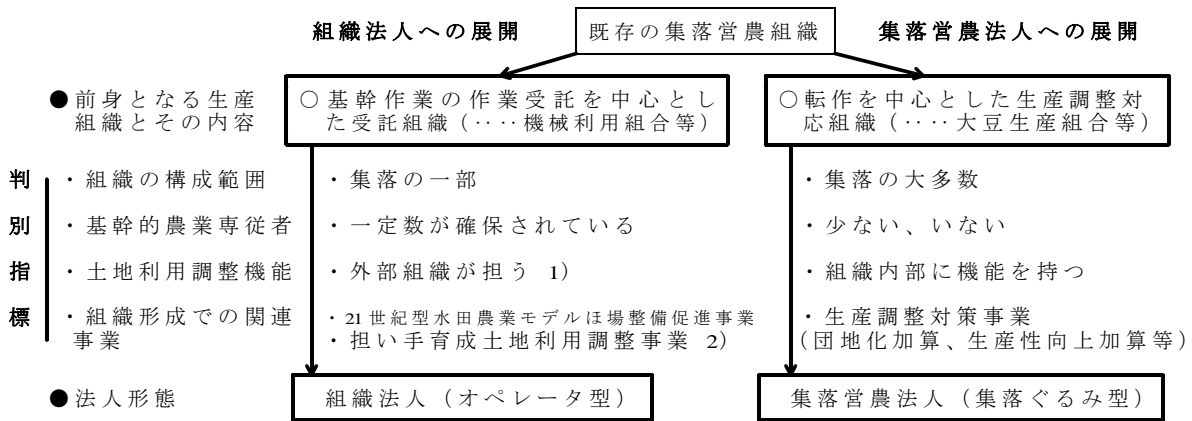 組織法人への展開 既存の集落営農組織 集落営農法人への展開
●前身となる生産 ○基幹作業の作業受託を中心とし ○転作を中心とした生産調整対
組織とその内容 た受託組織(‥‥機械利用組合等) 応組織(‥‥大豆生産組合等)
判 ・組織の構成範囲 ・集落の一部 ・集落の大多数
別 ・基幹的農業専従者 ・一定数が確保されている ・少ない、いない
指 ・土地利用調整機能 ・外部組織が担う 1) ・組織内部に機能を持つ
標 ・組織形成での関連 ・21世紀型水田農業モデルほ場整備促進事業 ・生産調整対策事業
事業 ・担い手育成土地利用調整事業 2) (団地化加算、生産性向上加算等)
●法人形態 組織法人(オペレータ型) 集落営農法人(集落ぐるみ型)